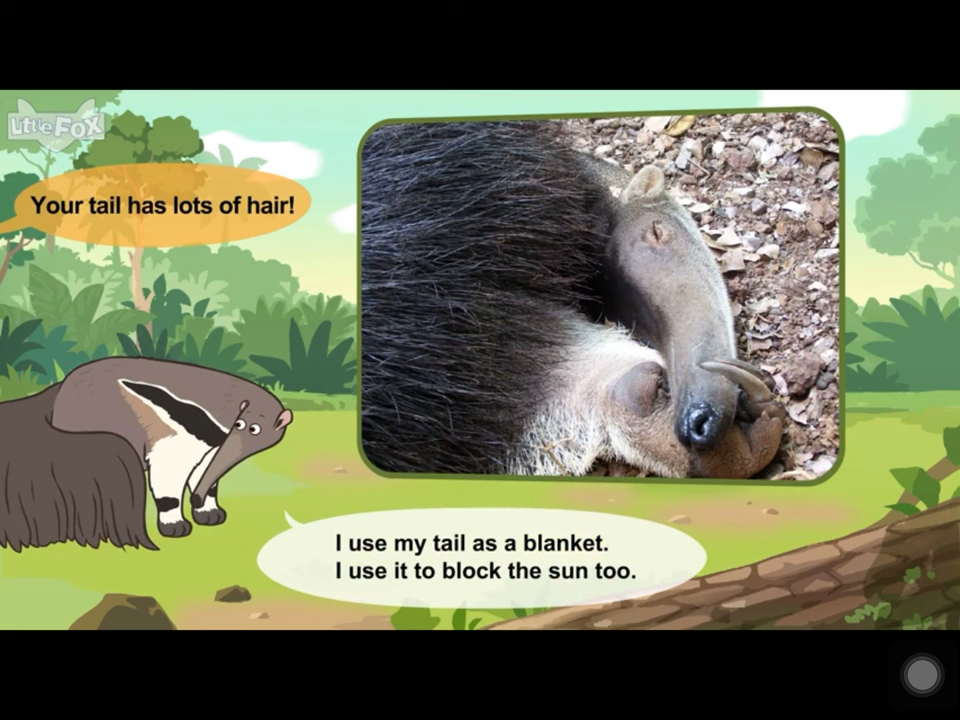 Little Fox
Your tail has lots of hair!
I use my tail as a blanket.
I use it to block the sun too.